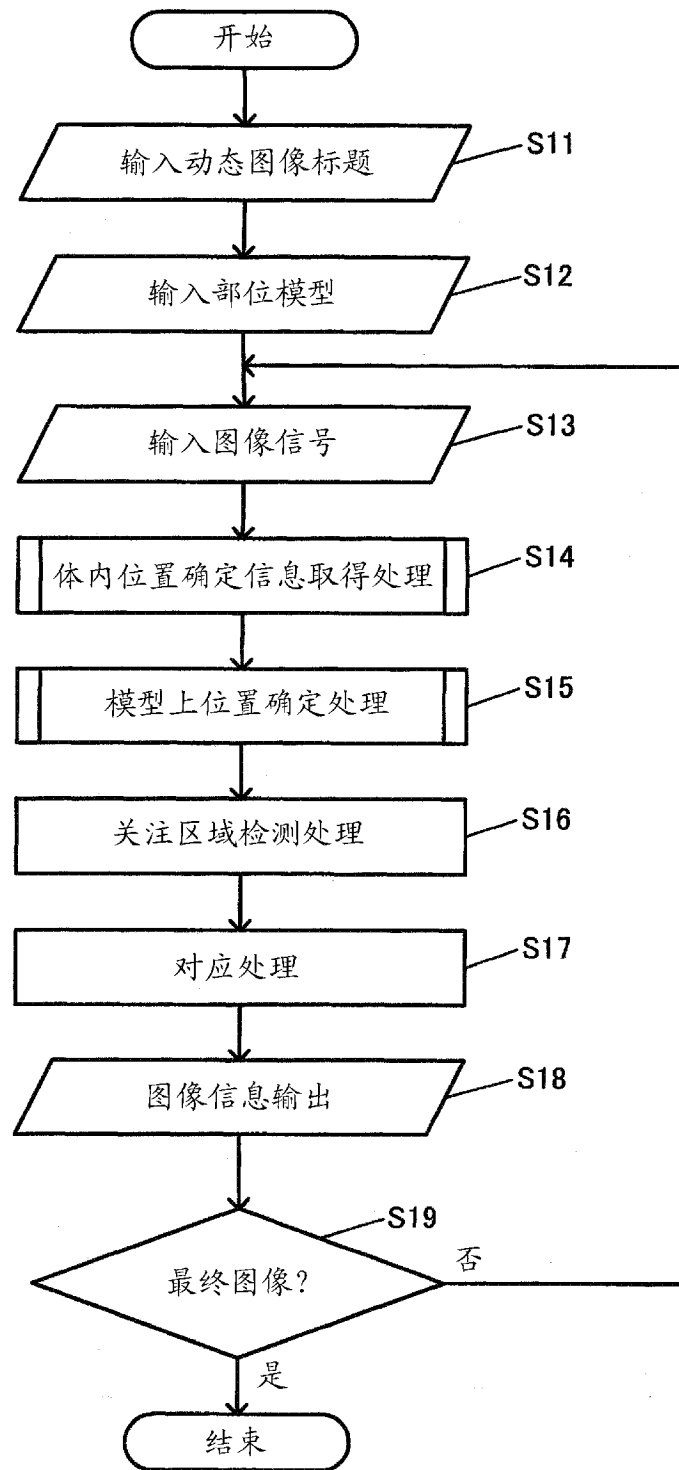 开始
输入动态图像标题
S11
输入部位模型
S12
输入图像信号
S13
体内位置确定信息取得处理
S14
模型上位置确定处理
S15
关注区域检测处理
S16
对应处理
S17
图像信息输出
S18
S19
最终图像?
否
是
结束